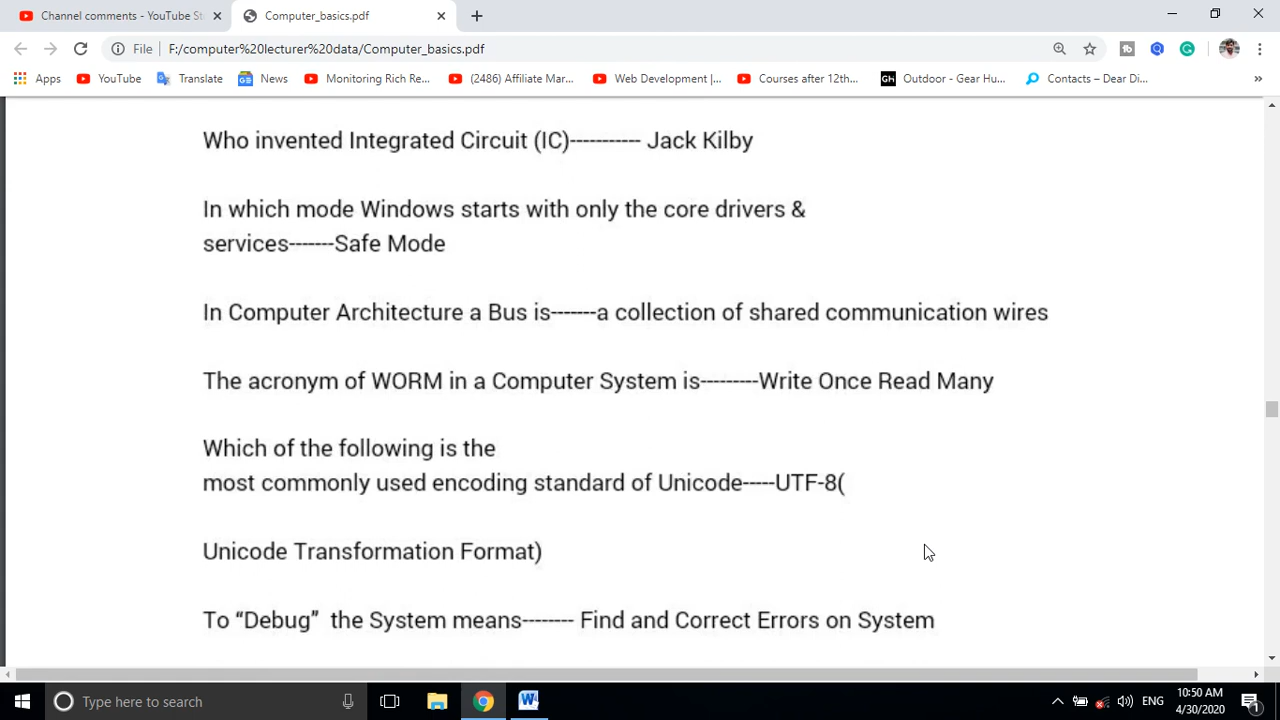 Channel comments - YouTube St
Computer_basics.pdf
File
F:/computer%20lecturer%20data/Computer_basics.pdf
Apps
YouTube
Translate
News
Monitoring Rich Re...
(2486) Affiliate Mar...
Web Development |...
Courses after 12th...
Gh
Outdoor – Gear Hu...
Contacts – Dear Di...
»
Who invented Integrated Circuit (IC)----------- Jack Kilby
In which mode Windows starts with only the core drivers &
services-------Safe Mode
In Computer Architecture a Bus is-------a collection of shared communication wires
The acronym of WORM in a Computer System is---------Write Once Read Many
Which of the following is the
most commonly used encoding standard of Unicode-----UTF-8(
Unicode Transformation Format)
To “Debug”  the System means-------- Find and Correct Errors on System
Type here to search
ENG
10:50 AM
4/30/2020
1